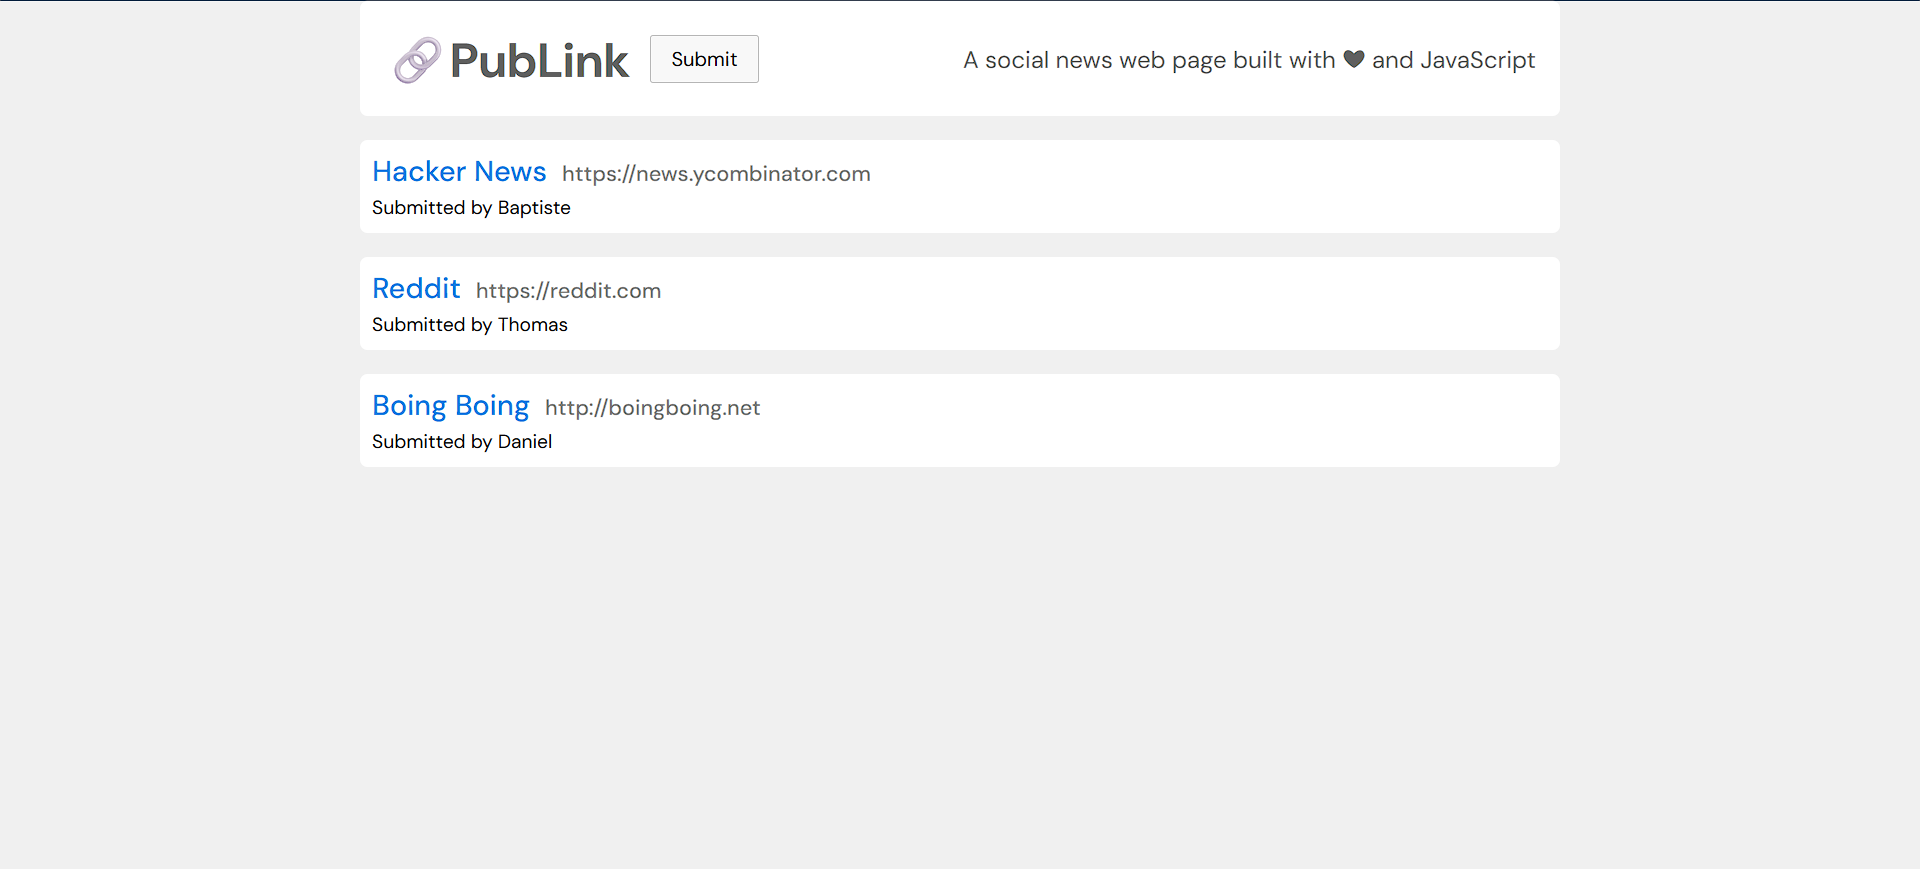 🔗 PubLink
Submit
A social news web page built with ♥ and JavaScript
Hacker News https://news.ycombinator.com
Submitted by Baptiste
Reddit https://reddit.com
Submitted by Thomas
Boing Boing http://boingboing.net
Submitted by Daniel